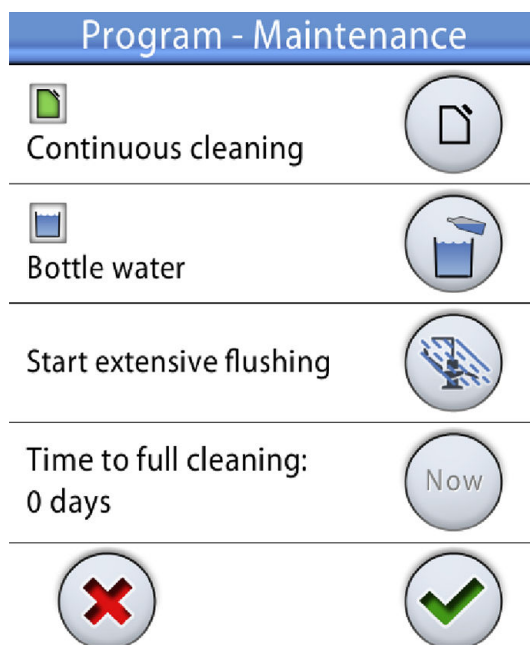 Program - Maintenance
Continuous cleaning
Bottle water
Start extensive flushing
Time to full cleaning:
0 days
Now